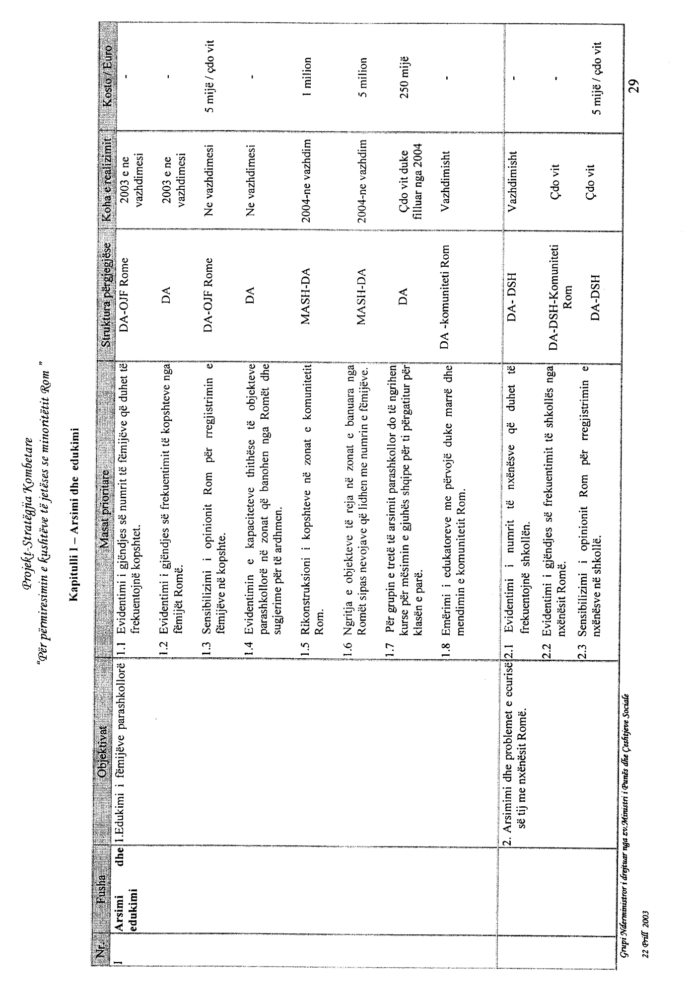 Projekt-Stratëgjia Kombetare
“Për përmiresimin e kushtëve të jetëses se minoritëtit Rom”
Kapitulli I – Arsimi dhe edukimi
Nr. Fusha Objektivat Masat prioritare Struktura përgjegjëse Koha e realizimit Kosto / Euro
I Arsimi dhe
edukimi
1.Edukimi i fëmijëve parashkollorë
1.1 Evidentimi i gjëndjes së numrit të fëmijëve që duhet të
frekuentojnë kopshtet.
DA-OJF Rome
2003 e ne
vazhdimesi
-
1.2 Evidentimi i gjëndjes së frekuentimit të kopshteve nga
fëmijët Romë.
DA
2003 e ne
vazhdimesi
-
1.3 Sensibilizimi i opinionit Rom për rregjistrimin e
fëmijëve në kopshte.
DA-OJF Rome
Ne vazhdimesi
5 mijë / çdo vit
1.4 Evidentimin e kapaciteteve thithëse të objekteve
parashkollorë në zonat që banohen nga Romët dhe
sugjerime për të ardhmen.
DA
Ne vazhdimesi
-
1.5 Rikonstruksioni i kopshteve në zonat e komunitetit
Rom.
MASH-DA
2004-ne vazhdim
1 milion
1.6 Ngritja e objekteve të reja në zonat e banuara nga
Romët sipas nevojave që lidhen me numrin e fëmijëve.
MASH-DA
2004-ne vazhdim
5 milion
1.7 Për grupin e tretë të arsimit parashkollor do të ngrihen
kurse për mësimin e gjuhës shqipe për ti përgatitur për
klasën e parë.
DA
Çdo vit duke
filluar nga 2004
250 mijë
1.8 Emërimi i edukatoreve me përvojë duke marrë dhe
mendimin e komunitetit Rom.
DA -komuniteti Rom
Vazhdimisht
-
2. Arsimimi dhe problemet e ecurisë
së tij me nxënësit Romë.
2.1 Evidentimi i numrit të nxënësve që duhet të
frekuentojnë shkollën.
DA- DSH
Vazhdimisht
-
2.2 Evidentimi i gjëndjes së frekuentimit të shkollës nga
nxënësit Romë.
DA-DSH-Komuniteti
Rom
Çdo vit
-
2.3 Sensibilizimi i opinionit Rom për rregjistrimin e
nxënësve në shkollë.
DA-DSH
Çdo vit
5 mijë / çdo vit
Grupi Nderministror i drejtuar nga zv.Ministri i Punës dhe Çeshtjeve Sociale
29
22 Prill 2003